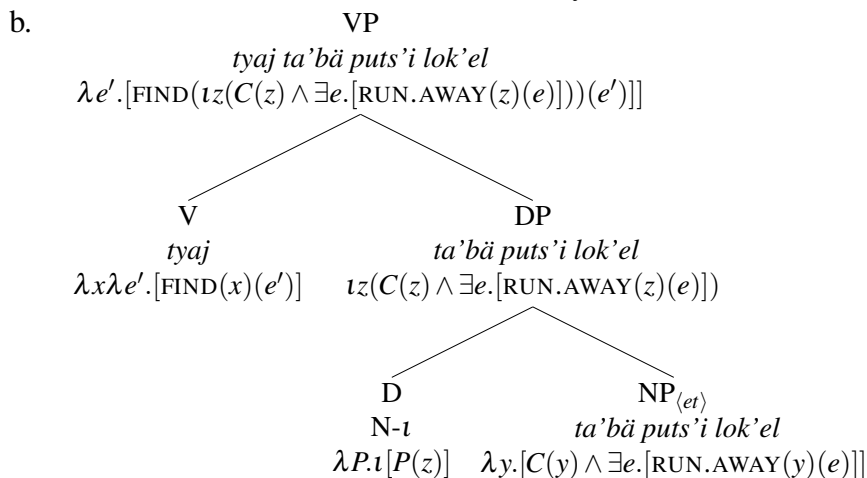 b.
VP
tyaj ta'bä puts'i lok'el
λe′.[FIND(ιz(C(z) ∧ ∃e.[RUN.AWAY(z)(e)]))(e′)]]
V DP
tyaj ta'bä puts'i lok'el
λxλe′.[FIND(x)(e′)] ιz(C(z) ∧ ∃e.[RUN.AWAY(z)(e)])
D NP⟨et⟩
N-ι ta'bä puts'i lok'el
λP.ι[P(z)] λy.[C(y) ∧ ∃e.[RUN.AWAY(y)(e)]]